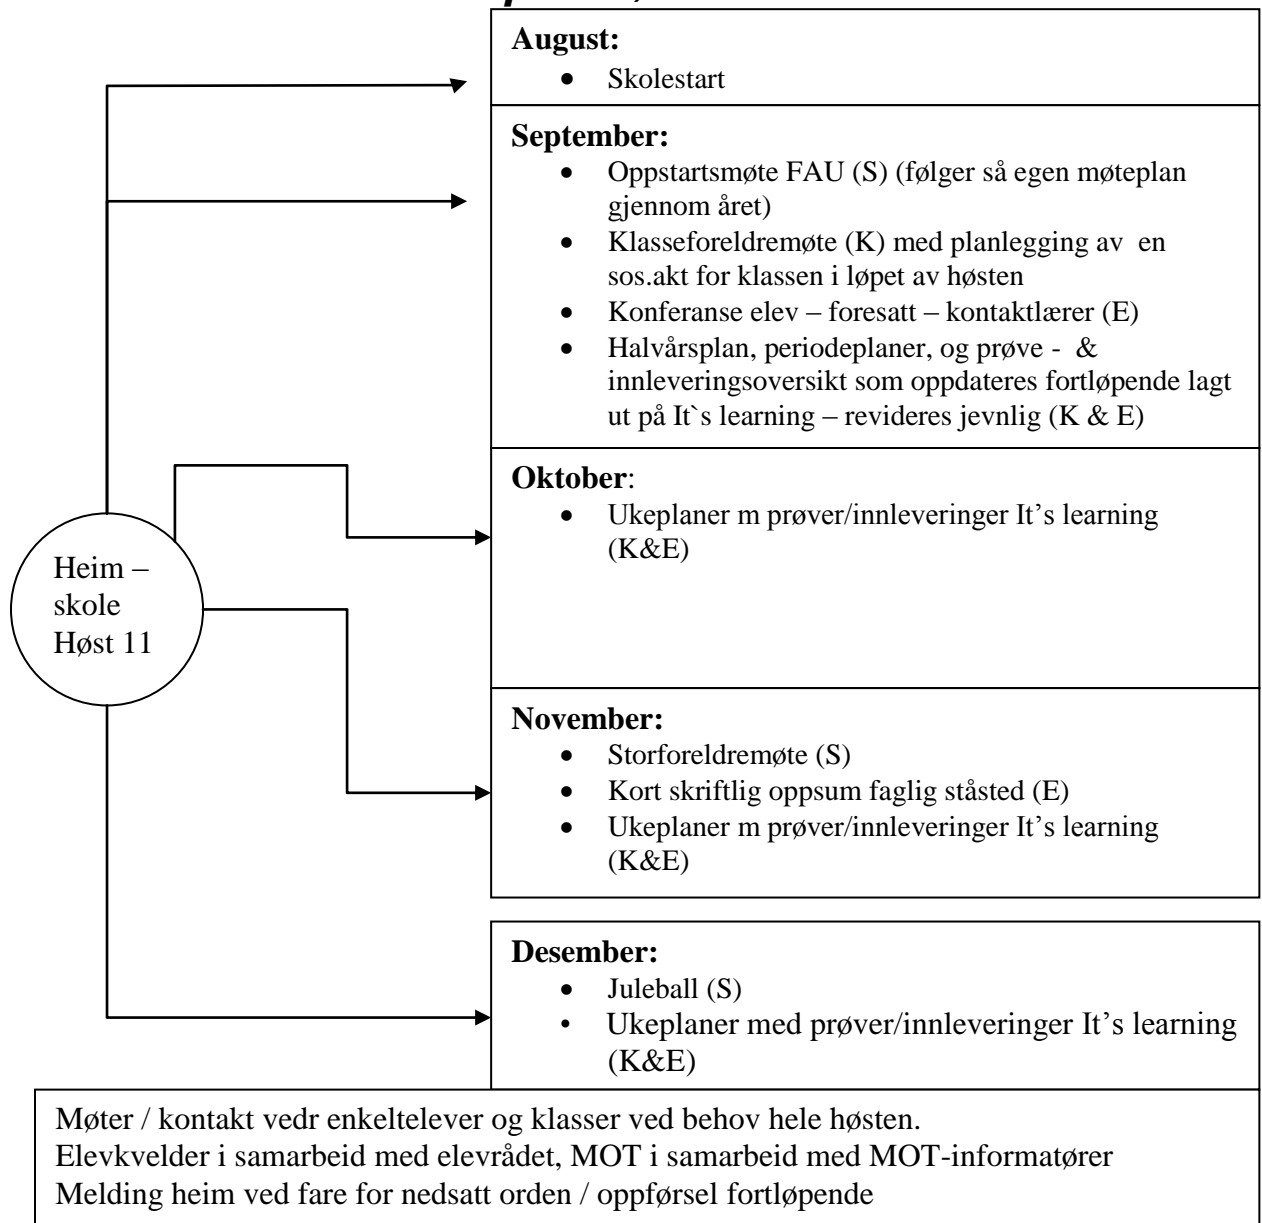 August:
• Skolestart
September:
• Oppstartsmøte FAU (S) (følger så egen møteplan
gjennom året)
• Klasseforeldremøte (K) med planlegging av en
sos.akt for klassen i løpet av høsten
• Konferanse elev – foresatt – kontaktlærer (E)
• Halvårsplan, periodeplaner, og prøve - &
innleveringsoversikt som oppdateres fortløpende lagt
ut på It`s learning – revideres jevnlig (K & E)
Oktober:
• Ukeplaner m prøver/innleveringer It’s learning
(K&E)
Heim –
skole
Høst 11
November:
• Storforeldremøte (S)
• Kort skriftlig oppsum faglig ståsted (E)
• Ukeplaner m prøver/innleveringer It’s learning
(K&E)
Desember:
• Juleball (S)
• Ukeplaner med prøver/innleveringer It’s learning
(K&E)
Møter / kontakt vedr enkeltelever og klasser ved behov hele høsten.
Elevkvelder i samarbeid med elevrådet, MOT i samarbeid med MOT-informatører
Melding heim ved fare for nedsatt orden / oppførsel fortløpende